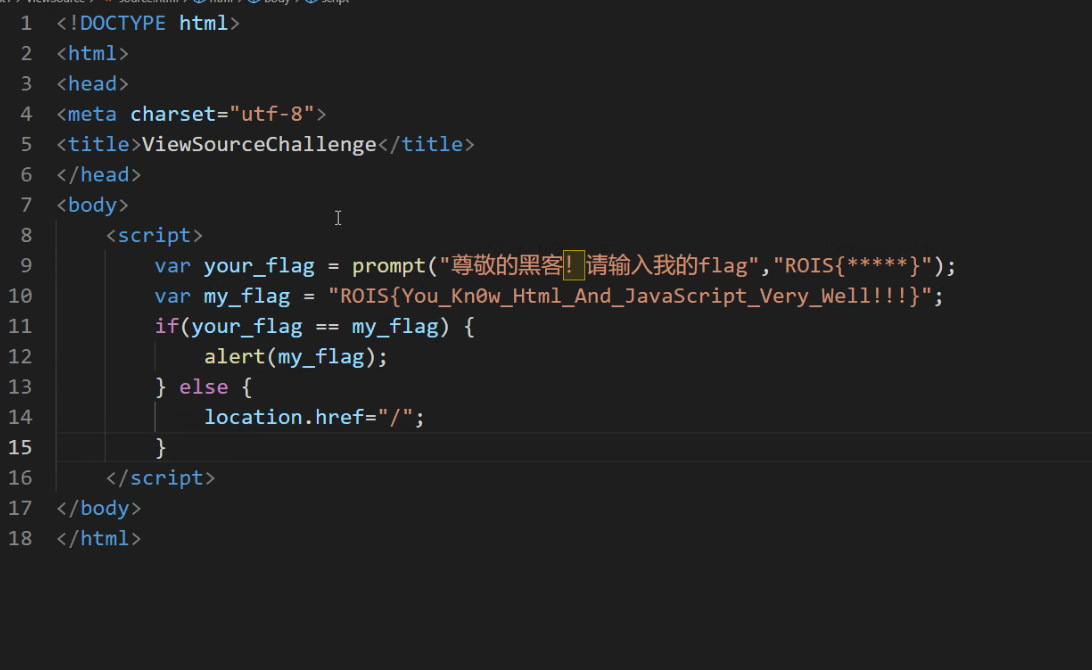 1 <!DOCTYPE html>
2 <html>
3 <head>
4 <meta charset="utf-8">
5 <title>ViewSourceChallenge</title>
6 </head>
7 <body>
8 <script>
9 var your_flag = prompt("尊敬的黑客！请输入我的flag","ROIS{*****}");
10 var my_flag = "ROIS{You_Kn0w_Html_And_JavaScript_Very_Well!!!}";
11 if(your_flag == my_flag) {
12 alert(my_flag);
13 } else {
14 location.href="/";
15 }
16 </script>
17 </body>
18 </html>